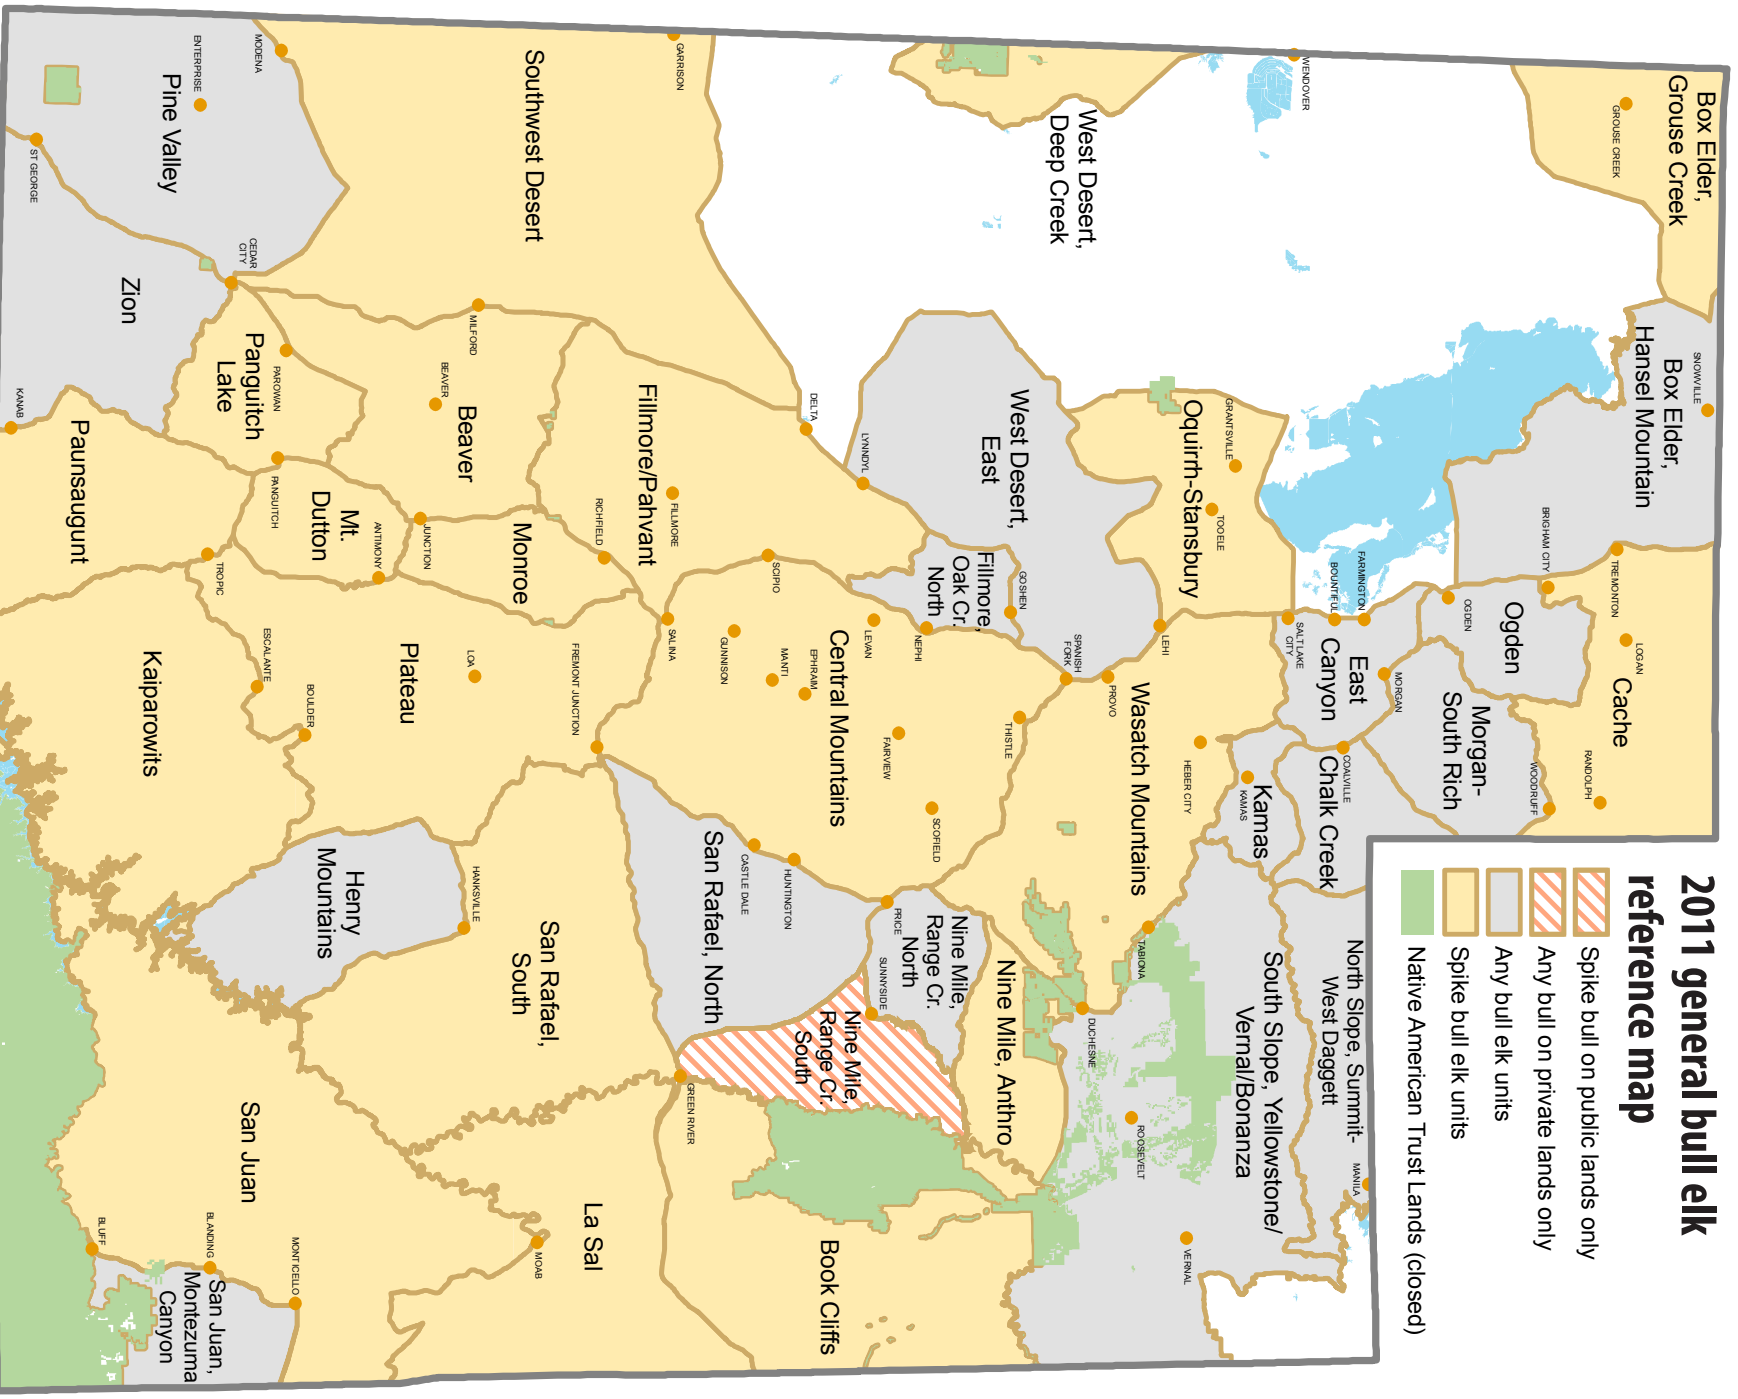 2011 general bull elk
reference map
Spike bull on public lands only
Any bull on private lands only
Any bull elk units
Spike bull elk units
Native American Trust Lands (closed)
Box Elder,
Grouse Creek
GROUSE CREEK
SNOWVILLE
Box Elder,
Hansel Mountain
TREMONTON
LOGAN
Cache
RANDOLPH
BRIGHAM CITY
Ogden
OGDEN
WOODRUFF
Morgan-
South Rich
MORGAN
FARMINGTON
BOUNTIFUL
East
Canyon
COALVILLE
Chalk Creek
SALT LAKE
CITY
KAMAS
Kamas
North Slope, Summit-
West Daggett
MANILA
South Slope, Yellowstone/
Vernal/Bonanza
WENDOVER
GRANTSVILLE
TOOELE
Oquirrh-Stansbury
LEHI
HEBER CITY
Wasatch Mountains
PROVO
TABIONA
DUCHESNE
ROOSEVELT
VERNAL
West Desert,
Deep Creek
West Desert,
East
SPANISH
FORK
GOSHEN
THISTLE
Fillmore,
Oak Cr.
North
NEPHI
Nine Mile, Anthro
Nine Mile,
Range Cr.
North
PRICE
SUNNYSIDE
Nine Mile,
Range Cr.
South
LYNNDYL
LEVAN
FAIRVIEW
SCOFIELD
DELTA
EPHRAIM
MANTI
Central Mountains
HUNTINGTON
CASTLE DALE
SCIPIO
GUNNISON
San Rafael, North
Book Cliffs
GARRISON
FILLMORE
Fillmore/Pahvant
SALINA
GREEN RIVER
RICHFIELD
FREMONT JUNCTION
La Sal
Southwest Desert
Monroe
San Rafael,
South
MOAB
MILFORD
BEAVER
Beaver
LOA
HANKSVILLE
JUNCTION
Plateau
ANTIMONY
Mt.
Dutton
Henry
Mountains
BOULDER
MONTICELLO
MODENA
CEDAR
CITY
PAROWAN
Panguitch
Lake
PANGUITCH
ESCALANTE
San Juan
TROPIC
BLANDING
San Juan,
Montezuma
Canyon
ENTERPRISE
Pine Valley
Zion
Kaiparowits
Paunsaugunt
BLUFF
ST GEORGE
KANAB